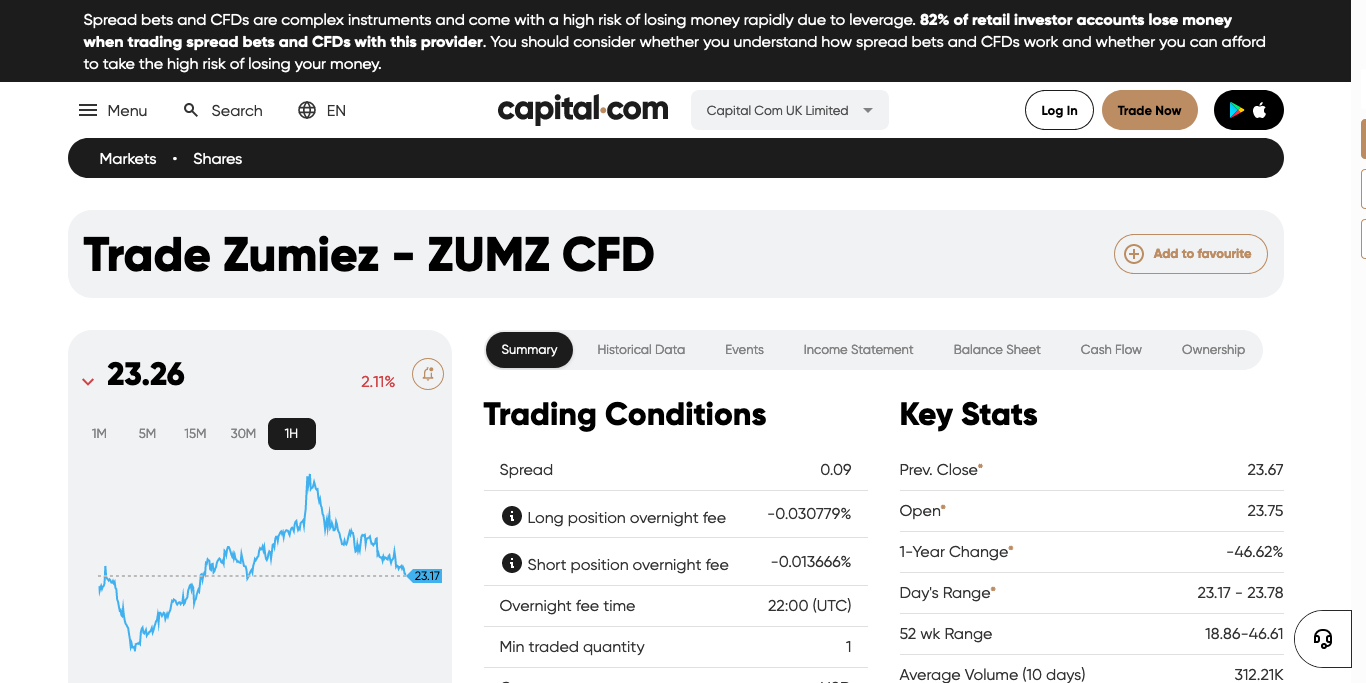 Spread bets and CFDs are complex instruments and come with a high risk of losing money rapidly due to leverage. 82% of retail investor accounts lose money
when trading spread bets and CFDs with this provider. You should consider whether you understand how spread bets and CFDs work and whether you can afford
to take the high risk of losing your money.
Menu
Search
EN
capital.com
Capital Com UK Limited
Log In
Trade Now
Markets • Shares
Trade Zumiez - ZUMZ CFD
Add to favourite
23.26
2.11%
1M 5M 15M 30M 1H
23.17
Summary Historical Data Events Income Statement Balance Sheet Cash Flow Ownership
Trading Conditions
Spread 0.09
Long position overnight fee -0.030779%
Short position overnight fee -0.013666%
Overnight fee time 22:00 (UTC)
Min traded quantity 1
Key Stats
Prev. Close* 23.67
Open* 23.75
1-Year Change* -46.62%
Day's Range* 23.17 - 23.78
52 wk Range 18.86-46.61
Average Volume (10 days) 312.21K